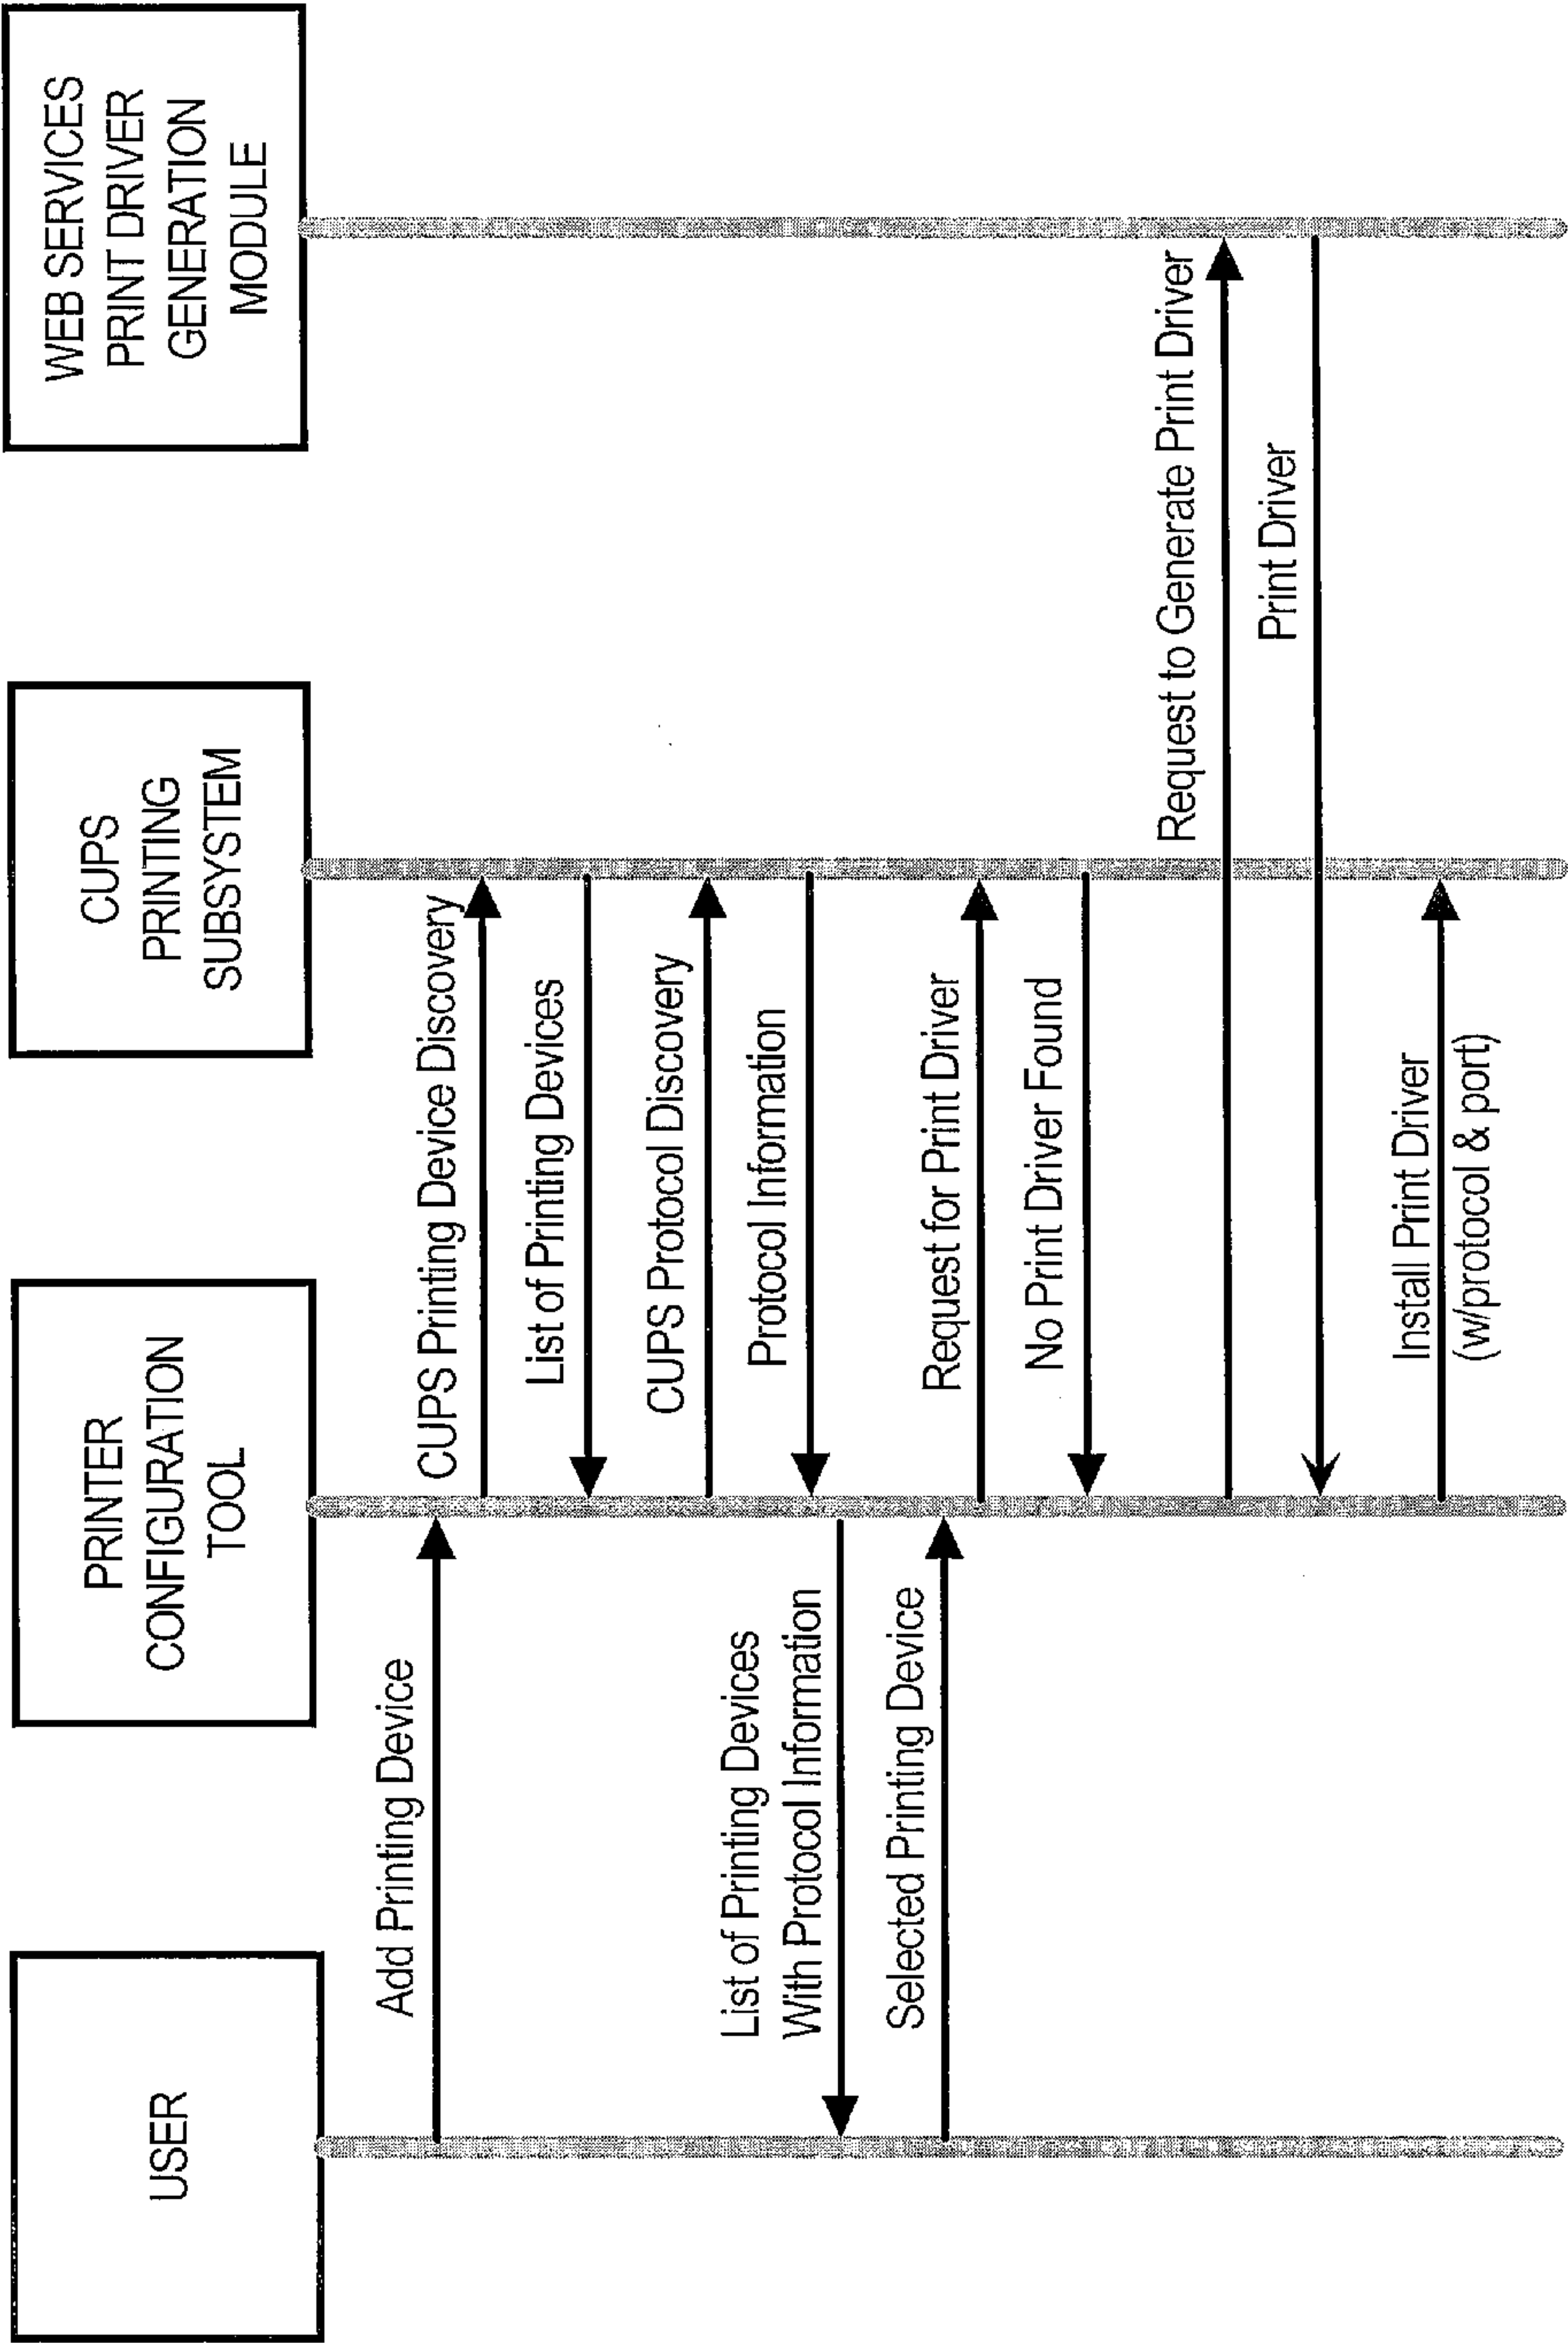 USER
PRINTER
CONFIGURATION
TOOL
CUPS
PRINTING
SUBSYSTEM
WEB SERVICES
PRINT DRIVER
GENERATION
MODULE
Add Printing Device
CUPS Printing Device Discovery
List of Printing Devices
CUPS Protocol Discovery
Protocol Information
List of Printing Devices
With Protocol Information
Selected Printing Device
Request for Print Driver
No Print Driver Found
Request to Generate Print Driver
Print Driver
Install Print Driver
(w/protocol & port)